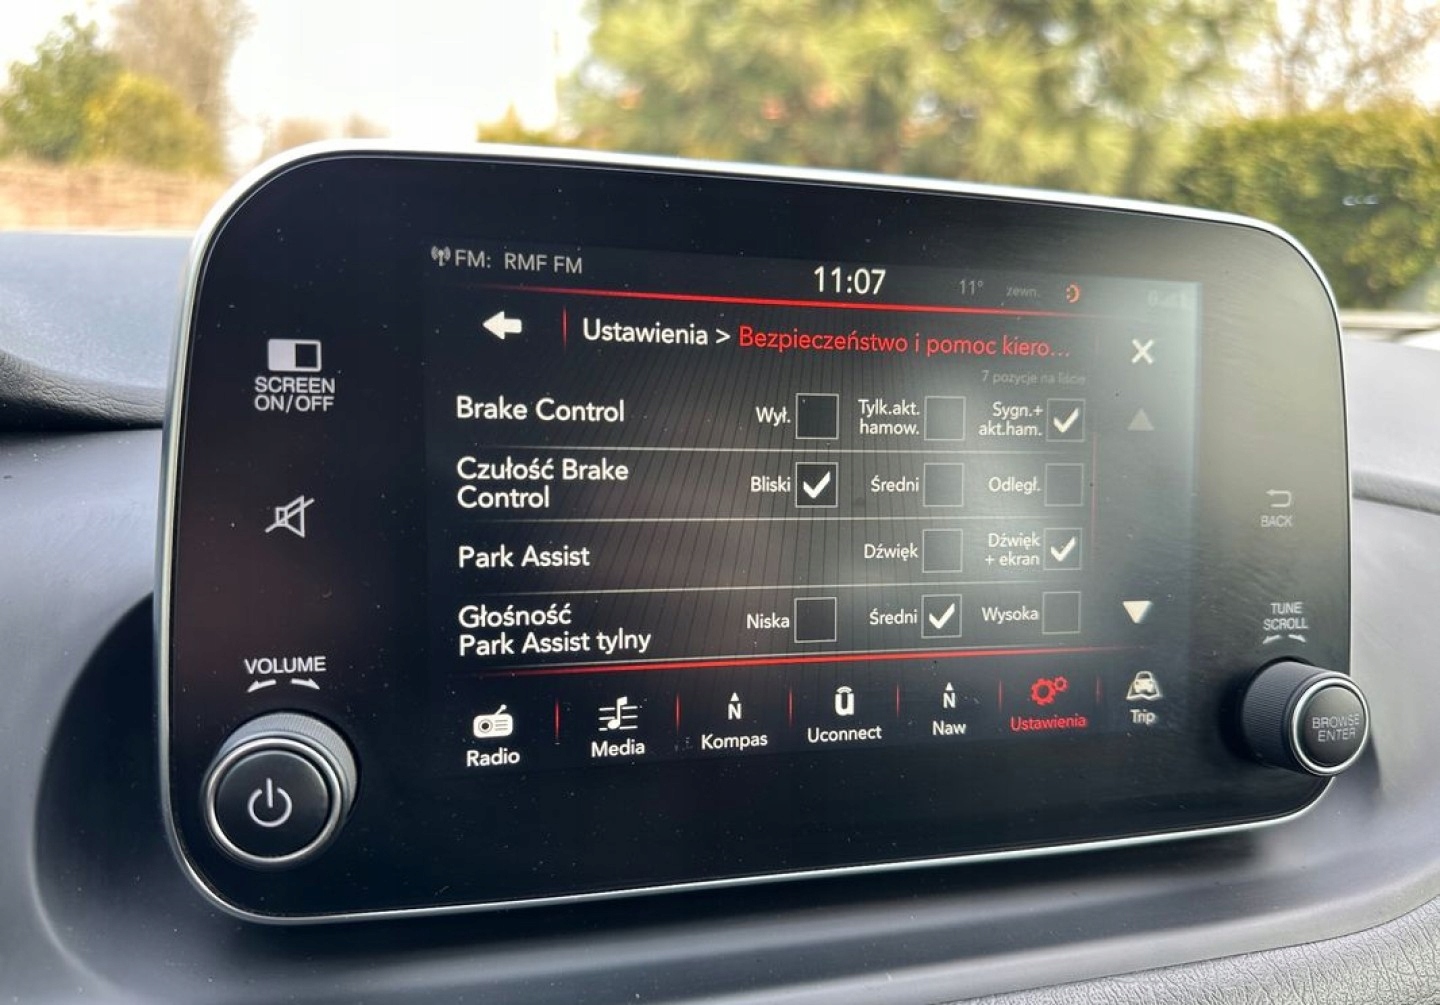 FM: RMF FM
11:07
11° zewn.
Ustawienia > Bezpieczeństwo i pomoc kiero...
7 pozycje na liście
Brake Control
Wył.
Tylk.akt.
hamow.
Sygn.+
akt.ham.
Czułość Brake
Control
Bliski
Średni
Odległ.
Park Assist
Dźwięk
Dźwięk
+ ekran
Głośność
Park Assist tylny
Niska
Średni
Wysoka
Radio
Media
N
Kompas
Uconnect
N
Naw
Ustawienia
Trip
SCREEN
ON/OFF
VOLUME
BACK
TUNE
SCROLL
BROWSE
ENTER